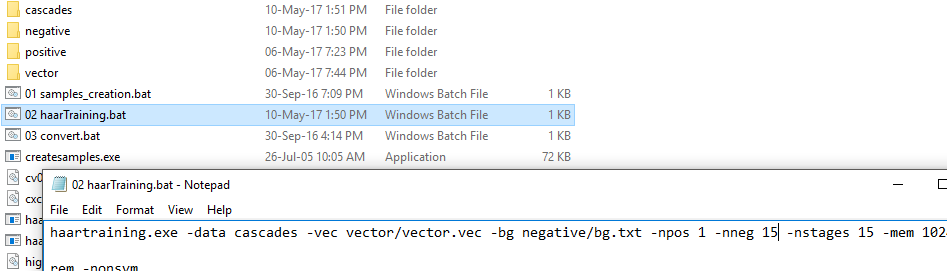 cascades 10-May-17 1:51 PM File folder
negative 10-May-17 1:50 PM File folder
positive 06-May-17 7:23 PM File folder
vector 06-May-17 7:44 PM File folder
01 samples_creation.bat 30-Sep-16 7:09 PM Windows Batch File 1 KB
02 haarTraining.bat 10-May-17 1:50 PM Windows Batch File 1 KB
03 convert.bat 30-Sep-16 4:14 PM Windows Batch File 1 KB
createsamples.exe 26-Jul-05 10:05 AM Application 72 KB
cv0
02 haarTraining.bat - Notepad
cxc
File Edit Format View Help
haa
haartraining.exe -data cascades -vec vector/vector.vec -bg negative/bg.txt -npos 1 -nneg 15 -nstages 15 -mem 102
haa
hig
rem -nonsym